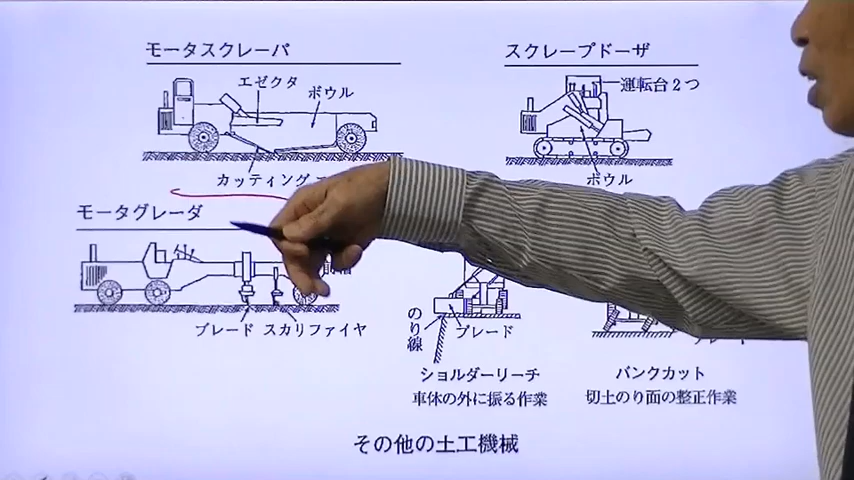 モータスクレーパ
スクレープドーザ
エゼクタ
ボウル
運転台2つ
カッティング
ボウル
モータグレーダ
ブレード スカリファイヤ
のり線
ブレード
ショルダーリーチ
車体の外に振る作業
バンクカット
切土のり面の整正作業
その他の土工機械